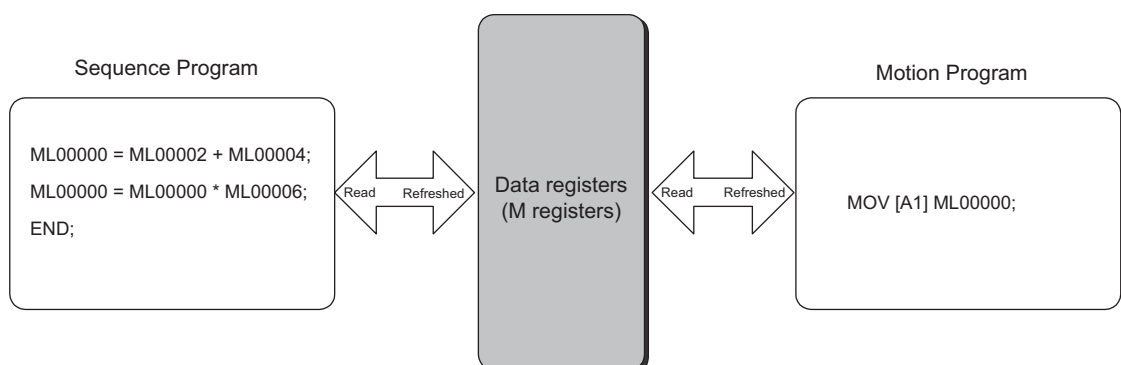 Sequence Program
ML00000 = ML00002 + ML00004;
ML00000 = ML00000 * ML00006;
END;
Read
Refreshed
Data registers
(M registers)
Read
Refreshed
Motion Program
MOV [A1] ML00000;